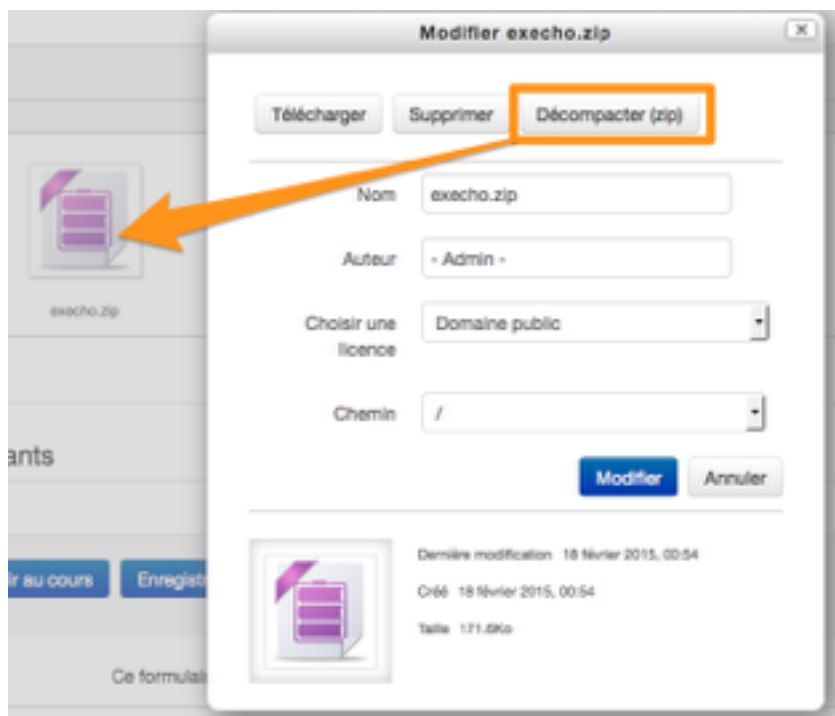 Modifier execho.zip
Télécharger Supprimer Décompacter (zip)
Nom execho.zip
Auteur - Admin -
Choisir une licence Domaine public
Chemin /
Modifier Annuler
Dernière modification 18 février 2015, 00:54
Créé 18 février 2015, 00:54
Taille 171.6Ko
execho.zip
ants
ir au cours Enregistr
Ce formulai